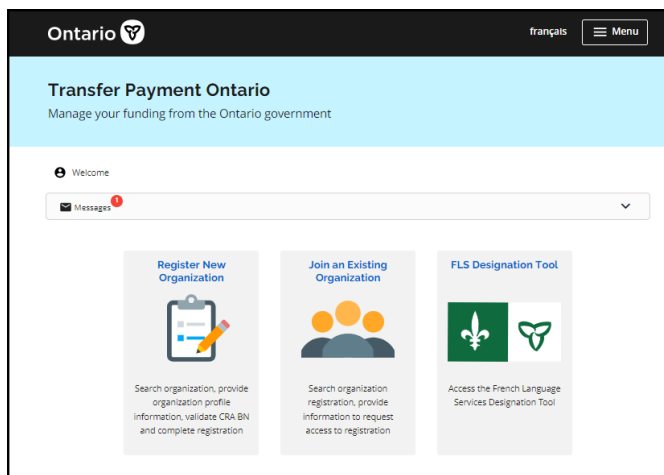 Ontario
français
Menu
Transfer Payment Ontario
Manage your funding from the Ontario government
Welcome
Messages
1
Register New
Organization
Search organization, provide
organization profile
information, validate CRA BN
and complete registration
Join an Existing
Organization
Search organization
registration, provide
information to request
access to registration
FLS Designation Tool
Access the French Language
Services Designation Tool